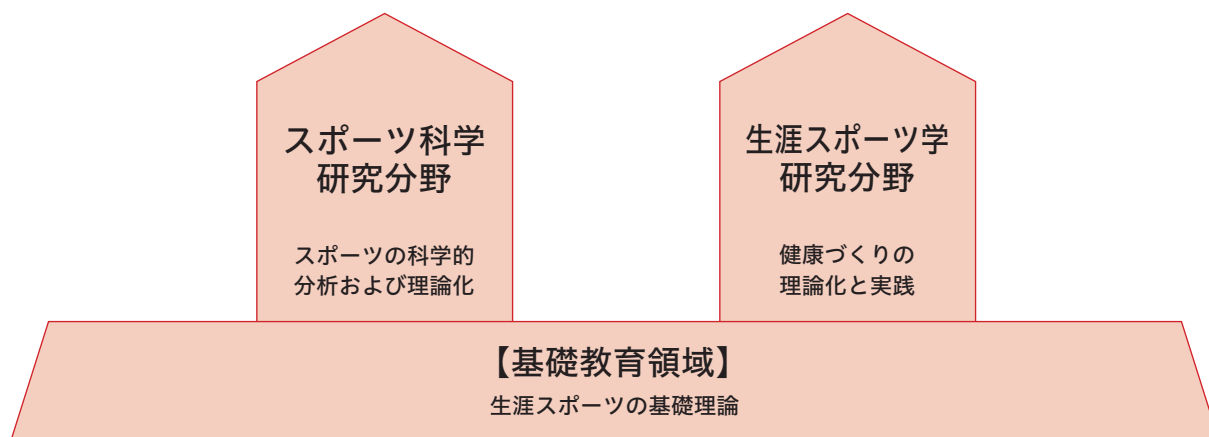 スポーツ科学
研究分野
スポーツの科学的
分析および理論化
生涯スポーツ学
研究分野
健康づくりの
理論化と実践
【基礎教育領域】
生涯スポーツの基礎理論